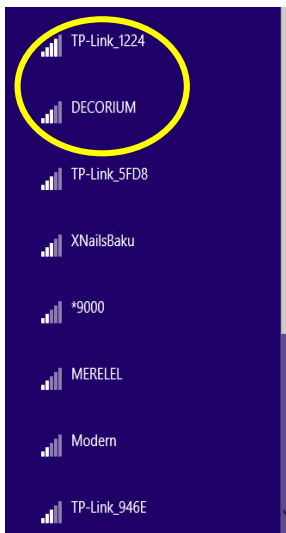 TP-Link_1224
DECORIUM
TP-Link_5FD8
XNailsBaku
*9000
MERELEL
Modern
TP-Link_946E